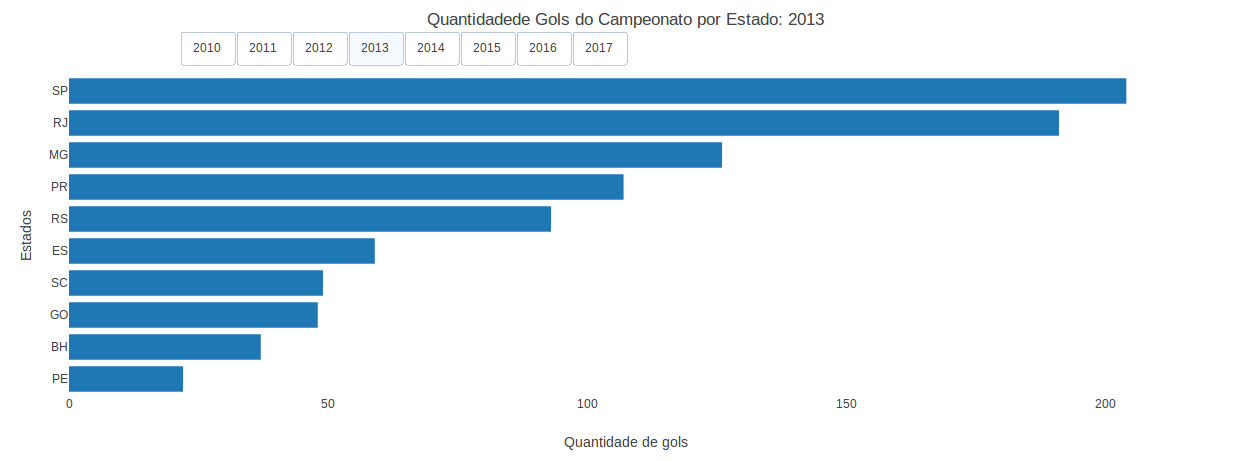 Quantidadede Gols do Campeonato por Estado: 2013
2010 2011 2012 2013 2014 2015 2016 2017
Estados
SP
RJ
MG
PR
RS
ES
SC
GO
BH
PE
0 50 100 150 200
Quantidade de gols